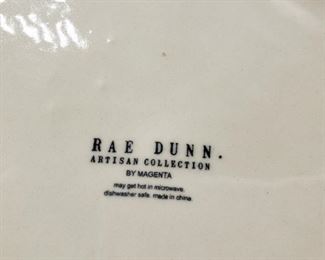 RAE DUNN.
ARTISAN COLLECTION
BY MAGENTA
may get hot in microwave.
dishwasher safe. made in china